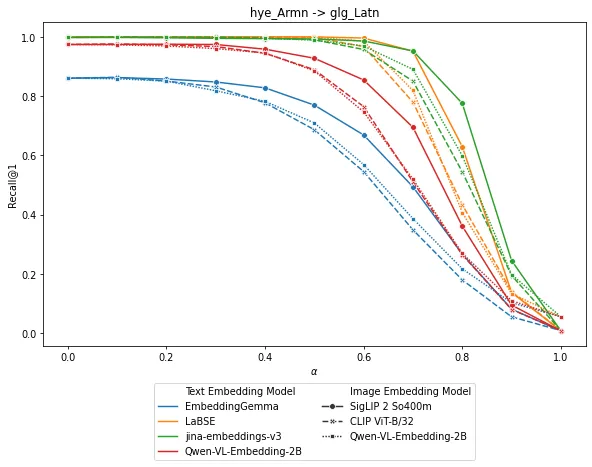 hye_Armn -> glg_Latn
Recall@1
1.0
0.8
0.6
0.4
0.2
0.0
0.0 0.2 0.4 0.6 0.8 1.0
α
Text Embedding Model
EmbeddingGemma
LaBSE
jina-embeddings-v3
Qwen-VL-Embedding-2B
Image Embedding Model
SigLIP 2 So400m
CLIP ViT-B/32
Qwen-VL-Embedding-2B